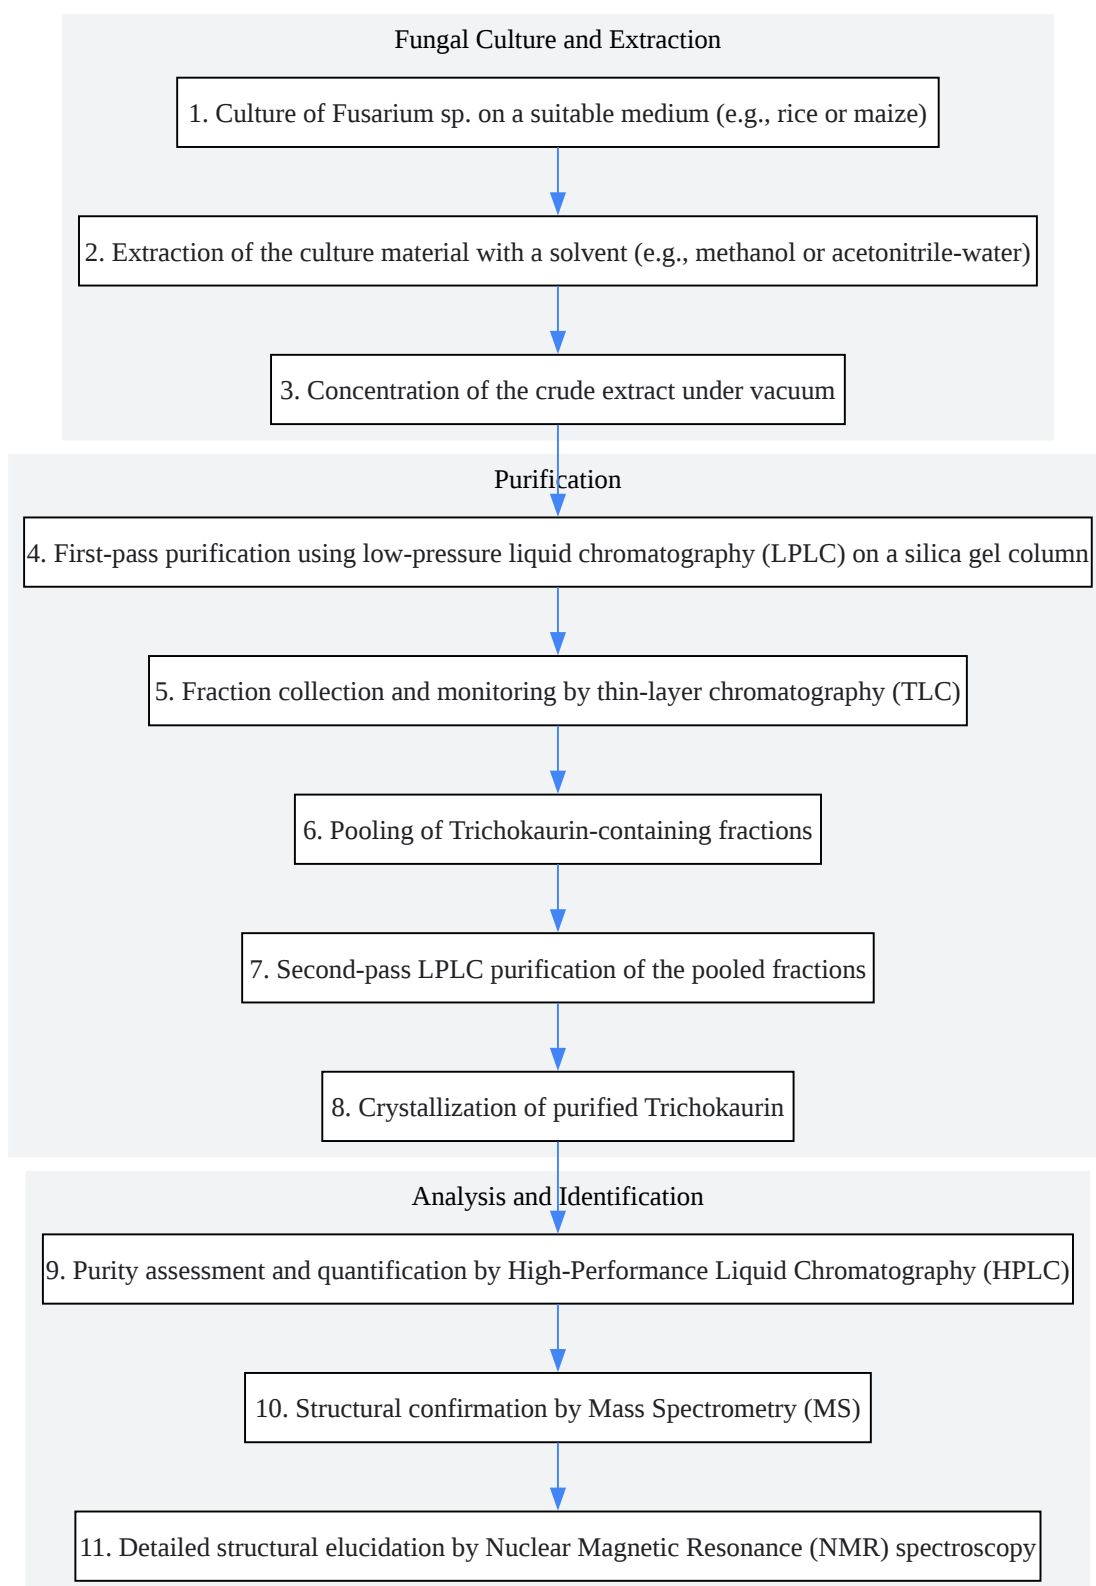 Fungal Culture and Extraction
1. Culture of Fusarium sp. on a suitable medium (e.g., rice or maize)
2. Extraction of the culture material with a solvent (e.g., methanol or acetonitrile-water)
3. Concentration of the crude extract under vacuum
Purification
4. First-pass purification using low-pressure liquid chromatography (LPLC) on a silica gel column
5. Fraction collection and monitoring by thin-layer chromatography (TLC)
6. Pooling of Trichokaurin-containing fractions
7. Second-pass LPLC purification of the pooled fractions
8. Crystallization of purified Trichokaurin
Analysis and Identification
9. Purity assessment and quantification by High-Performance Liquid Chromatography (HPLC)
10. Structural confirmation by Mass Spectrometry (MS)
11. Detailed structural elucidation by Nuclear Magnetic Resonance (NMR) spectroscopy